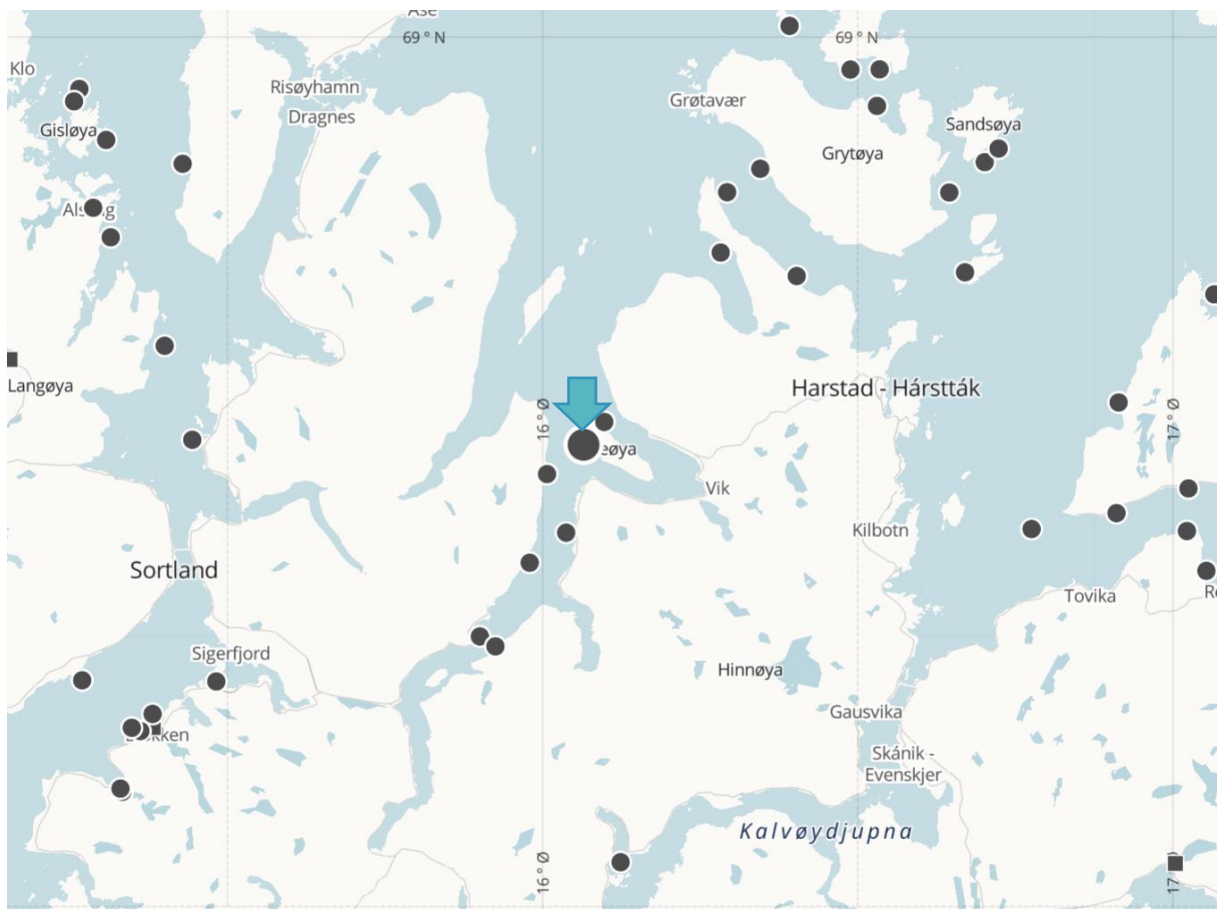 Åse
69 ° N
69 ° N
Klo
Risøyhamn
Grøtavær
Dragnes
Sandsøya
Gisløya
Grytøya
Langøya
Harstad - Hárstták
16 ° Ø
17 ° Ø
Vik
Kilbotn
Sortland
Tovika
Sigerfjord
Hinnøya
Gausvika
Skánik -
Evenskjer
Kalvøydjupna
16 ° Ø